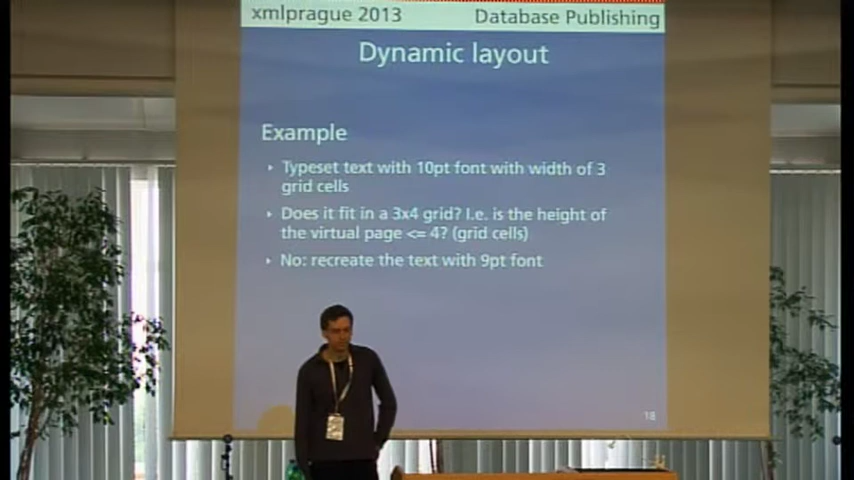 xmlprague 2013 Database Publishing
Dynamic layout
Example
Typeset text with 10pt font with width of 3
grid cells
Does it fit in a 3x4 grid? I.e. is the height of
the virtual page <= 4? (grid cells)
No: recreate the text with 9pt font
18